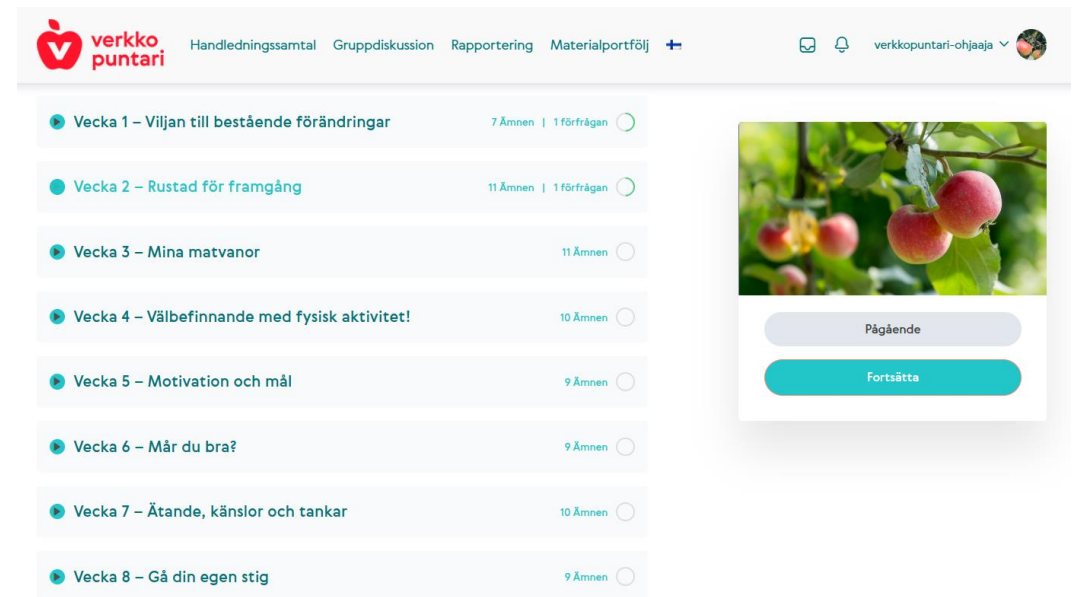 verkko
puntari
Handledningssamtal Gruppdiskussion Rapportering Materialportfölj
verkkopuntari-ohjaaja
Vecka 1 – Viljan till bestående förändringar
7 Ämnen | 1 förfrågan
Vecka 2 – Rustad för framgång
11 Ämnen | 1 förfrågan
Vecka 3 – Mina matvanor
11 Ämnen
Vecka 4 – Välbefinnande med fysisk aktivitet!
10 Ämnen
Vecka 5 – Motivation och mål
9 Ämnen
Vecka 6 – Mår du bra?
9 Ämnen
Vecka 7 – Ätande, känslor och tankar
10 Ämnen
Vecka 8 – Gå din egen stig
9 Ämnen
Pågående
Fortsätta